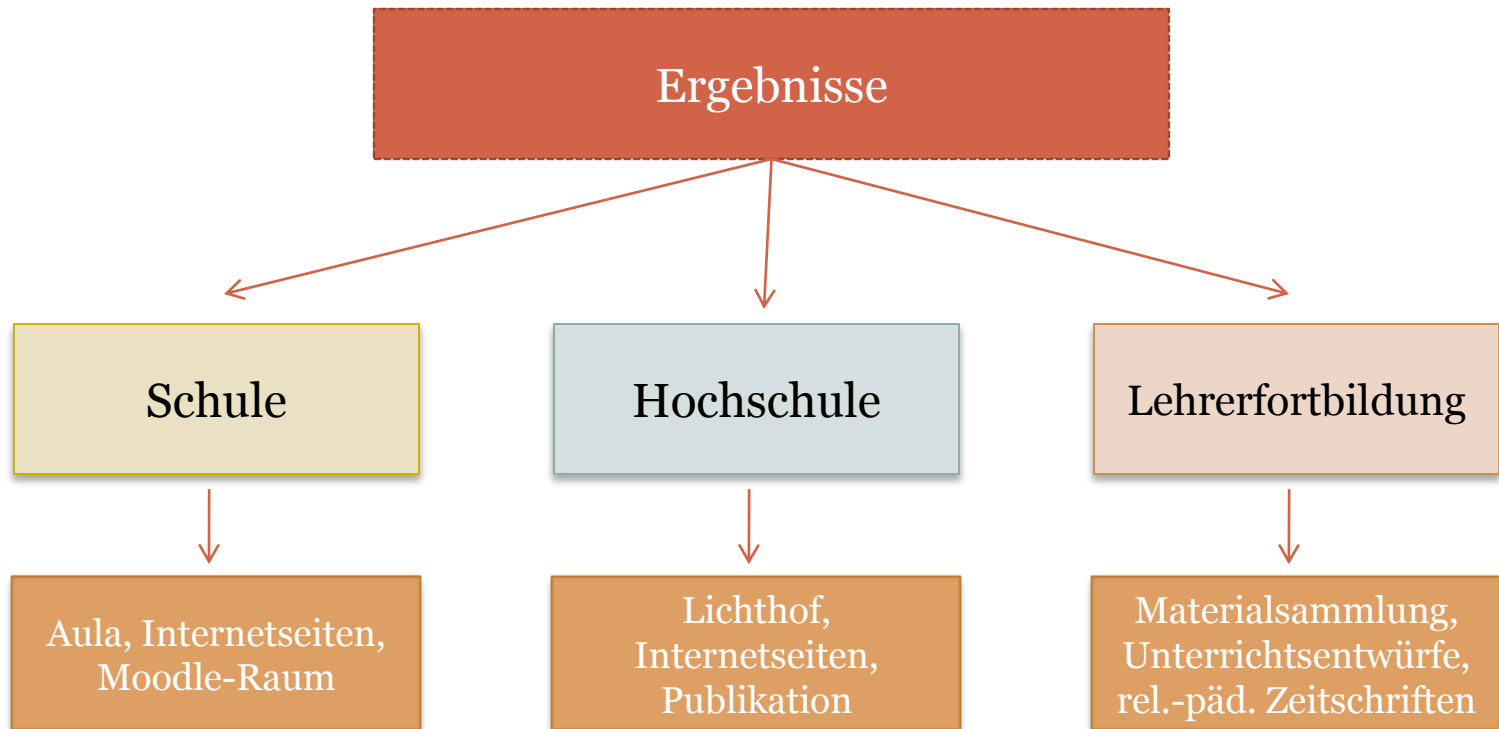 Ergebnisse
Schule
Hochschule
Lehrerfortbildung
Aula, Internetseiten,
Moodle-Raum
Lichthof,
Internetseiten,
Publikation
Materialsammlung,
Unterrichtsentwürfe,
rel.-päd. Zeitschriften